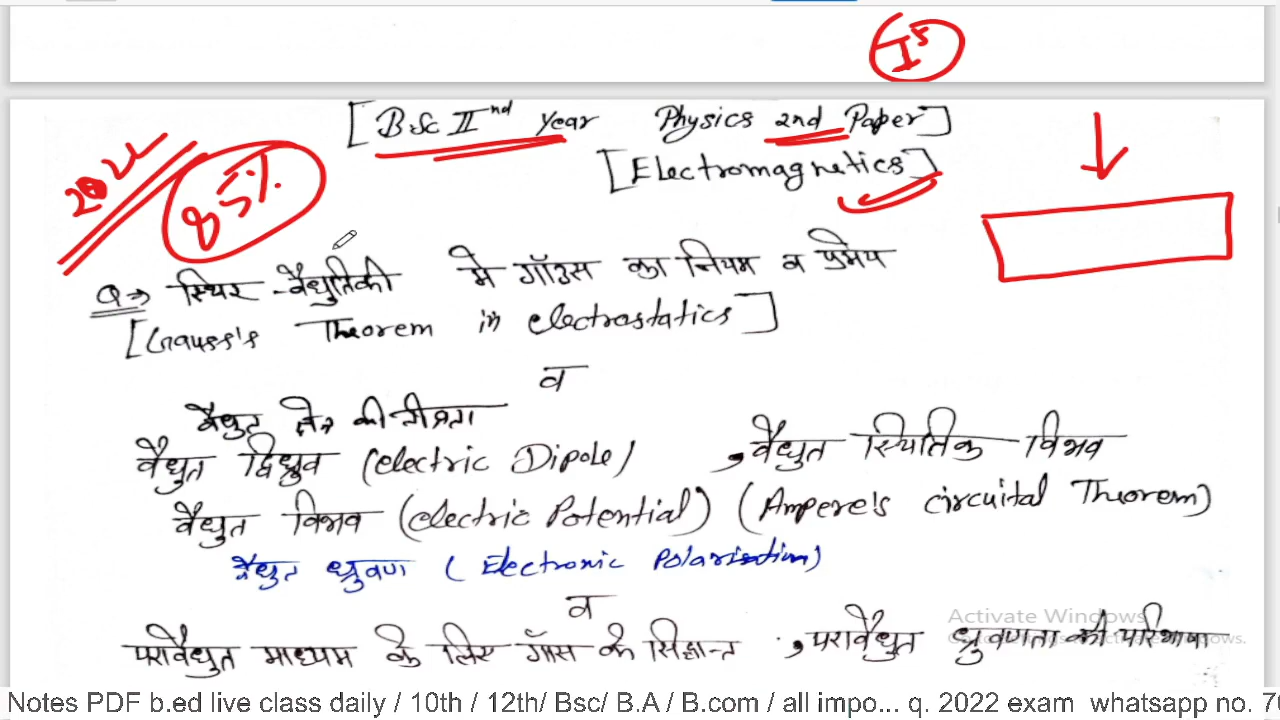 I5
[BSc IInd Year Physics 2nd Paper]
[Electromagnetics]
85%
Q⇒ स्थिर-वैधुतिकी मे गॉउस का नियम व प्रमेय
[Gauss's Theorem in electrostatics]
व
वैधुत क्षेत्र की तीव्रता
वैधुत द्विध्रुव (electric Dipole) , वैधुत स्थितिक विभव
वैधुत विभव (electric Potential) (Ampere's circuital Theorem)
वैधुत ध्रुवण (Electronic Polarisation)
व
परावैधुत माध्यम के लिए गॉस के सिद्धान्त , परावैधुत ध्रुवणता की परिभाषा
Activate Windows
Notes PDF b.ed live class daily / 10th / 12th/ Bsc/ B.A / B.com / all impo... q. 2022 exam whatsapp no.